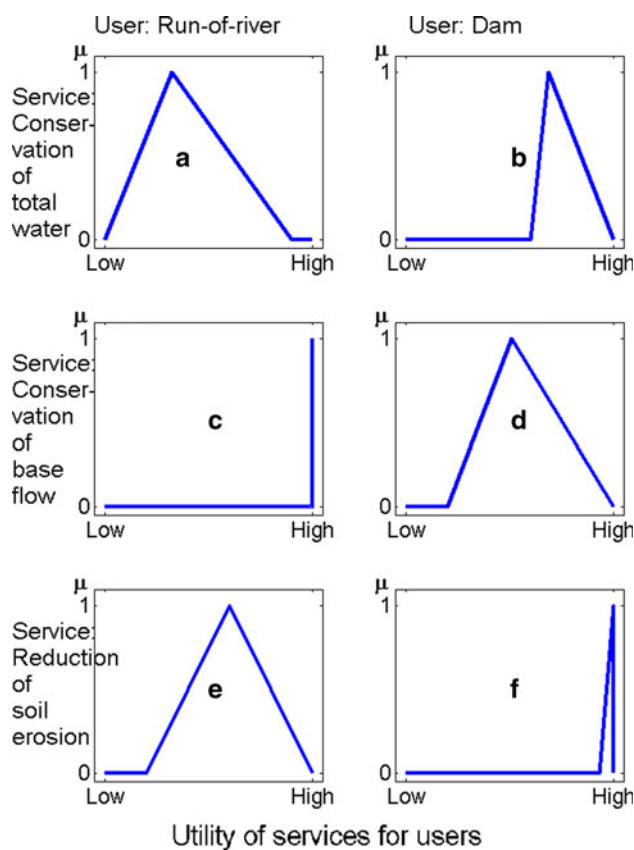 User: Run-of-river
User: Dam
Service:
Conser-
vation
of
total
water
μ
1
0
a
Low
High
μ
1
0
b
Low
High
Service:
Conser-
vation
of
base
flow
μ
1
0
c
Low
High
μ
1
0
d
Low
High
Service:
Reduction
of
soil
erosion
μ
1
0
e
Low
High
μ
1
0
f
Low
High
Utility of services for users